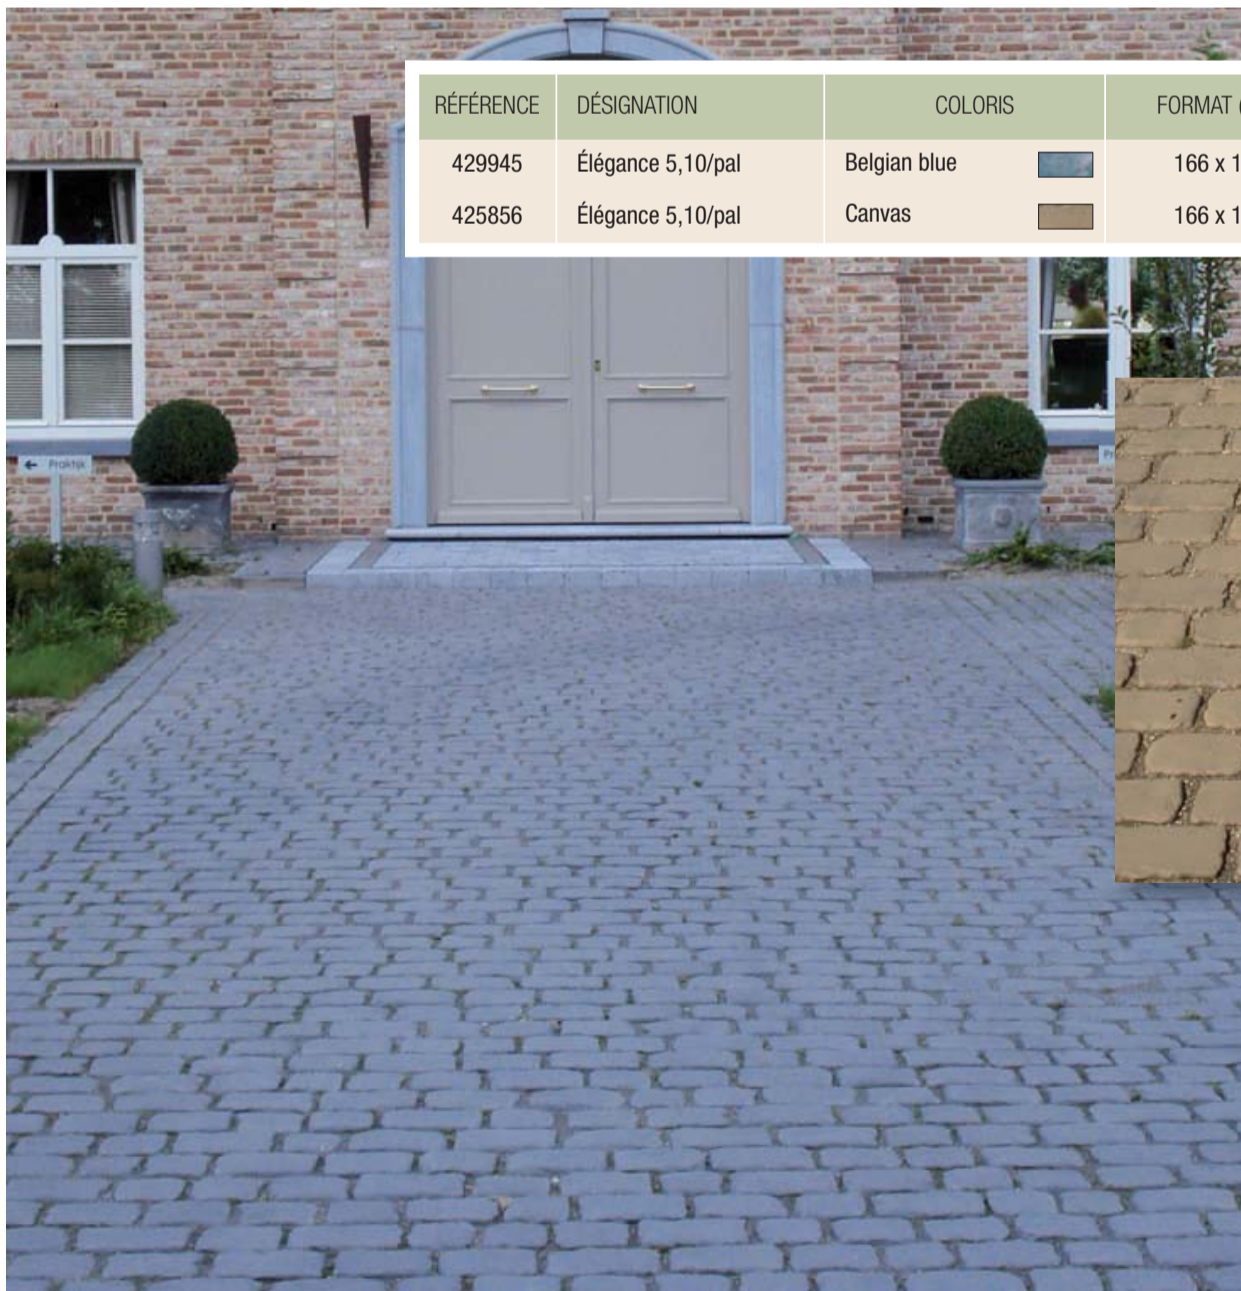 RÉFÉRENCE DÉSIGNATION COLORIS FORMAT
429945 Élégance 5,10/pal Belgian blue 166 x 1
425856 Élégance 5,10/pal Canvas 166 x 1
← Praktijk